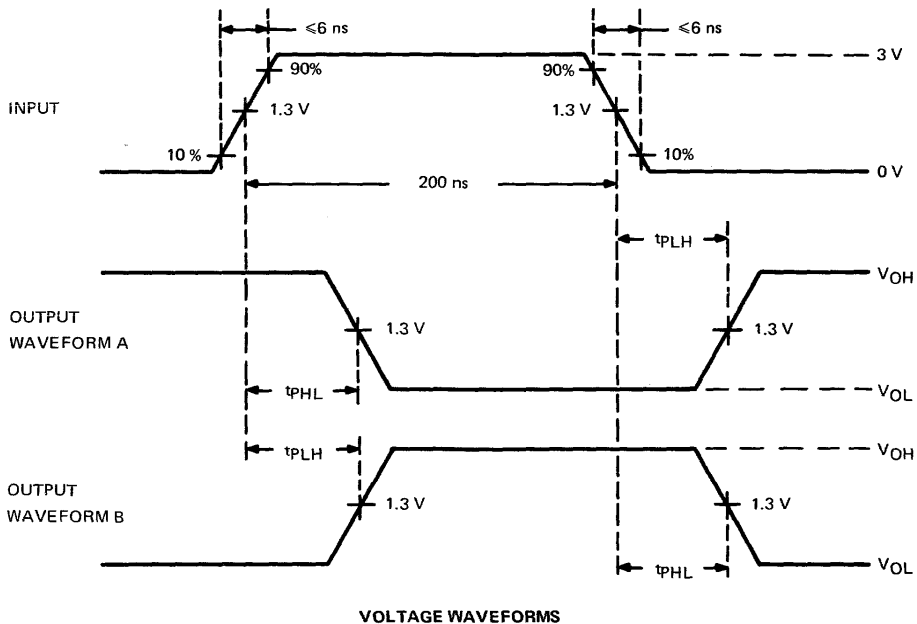 ≤6 ns ≤6 ns
3 V
90% 90%
INPUT 1.3 V 1.3 V
10 % 10%
0 V
200 ns
tPLH
VOH
OUTPUT
WAVEFORM A
1.3 V 1.3 V
tPHL
VOL
tPLH
VOH
OUTPUT
WAVEFORM B
1.3 V 1.3 V
tPHL
VOL
VOLTAGE WAVEFORMS